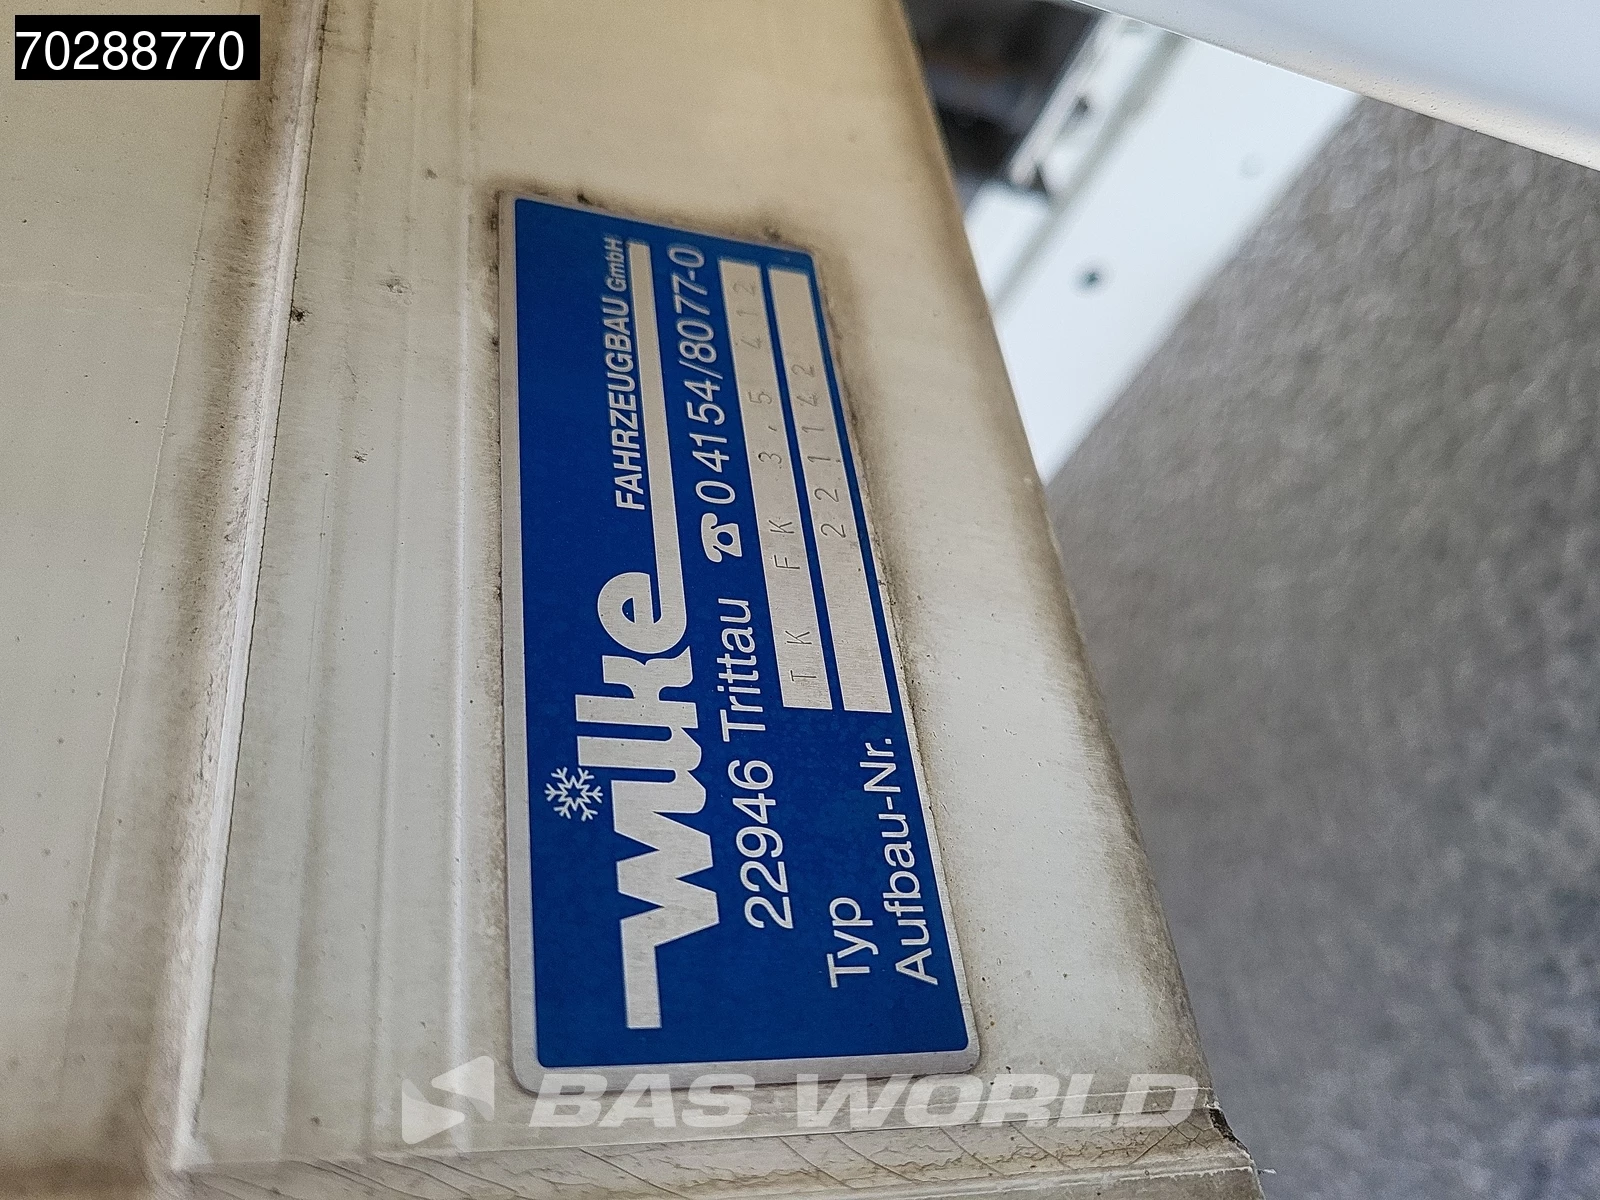 70288770
wilke FAHRZEUGBAU GmbH
22946 Trittau ☎ 04154/8077-0
Typ TK FK 3,5 412
Aufbau-Nr. 221142
BAS WORLD